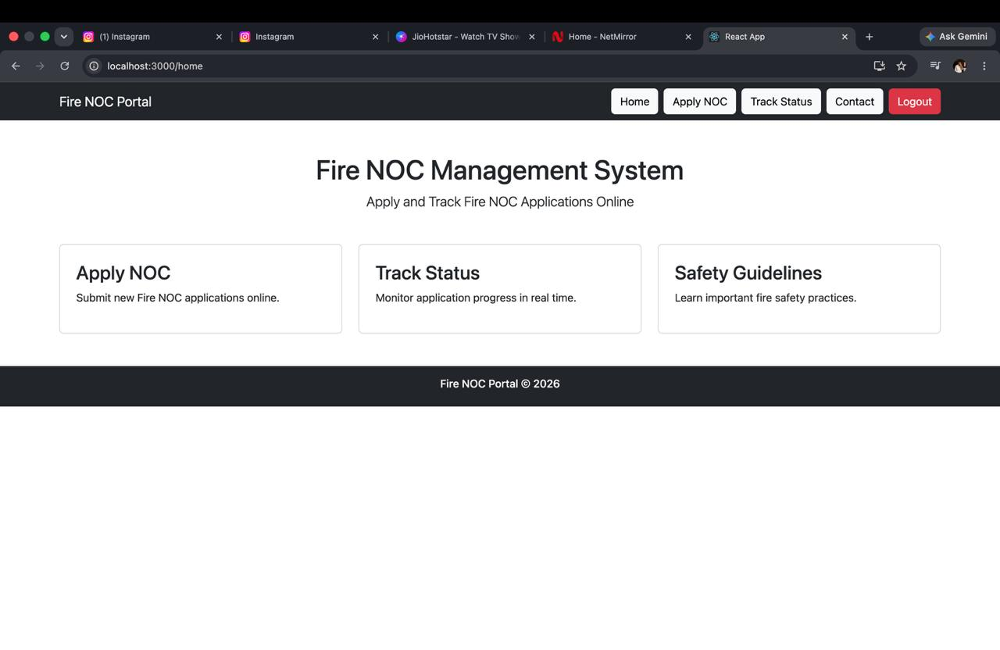 (1) Instagram
Instagram
JioHotstar - Watch TV Show
Home - NetMirror
React App
Ask Gemini
localhost:3000/home
Fire NOC Portal
Home
Apply NOC
Track Status
Contact
Logout
Fire NOC Management System
Apply and Track Fire NOC Applications Online
Apply NOC
Submit new Fire NOC applications online.
Track Status
Monitor application progress in real time.
Safety Guidelines
Learn important fire safety practices.
Fire NOC Portal © 2026